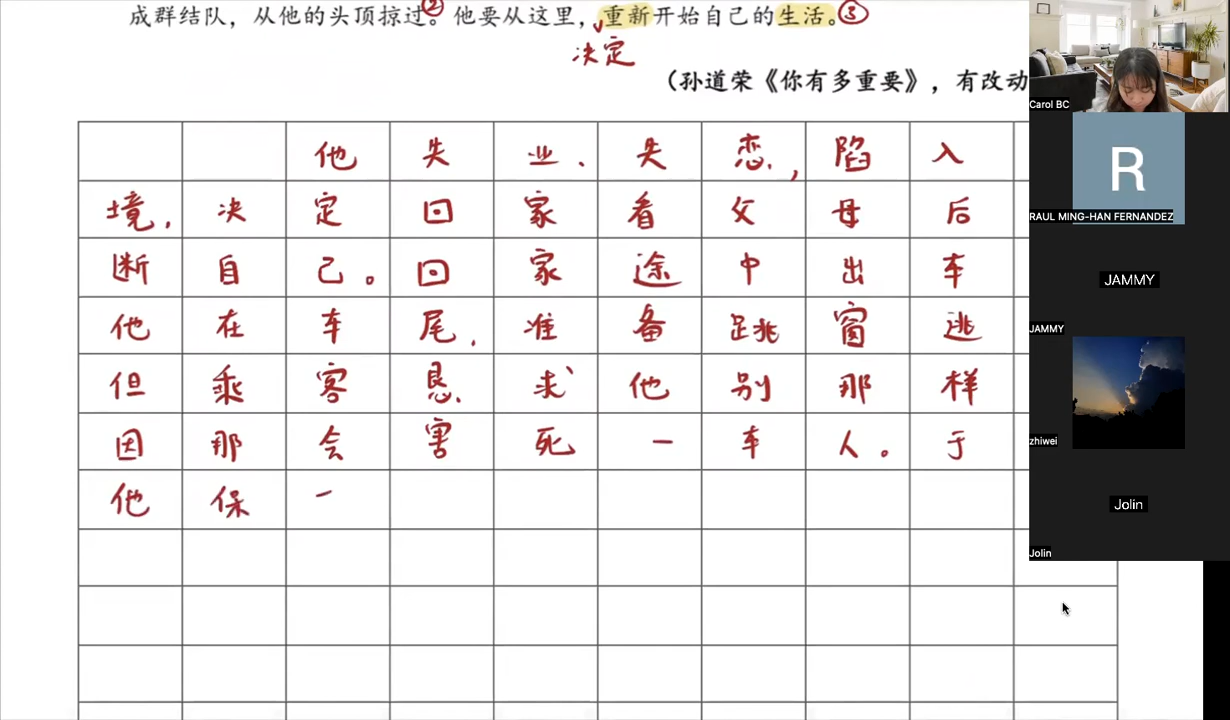 成群结队，从他的头顶掠过。②他要从这里，重新开始自己的生活。③
决定
（孙道荣《你有多重要》，有改动
他失业、失恋，陷入
境，决定回家看父母后
断自己。回家途中出车
他在车尾，准备跳窗逃
但乘客恳求他别那样
因那会害死一车人。于
他保
Carol BC
R
RAUL MING-HAN FERNANDEZ
JAMMY
JAMMY
zhiwei
Jolin
Jolin